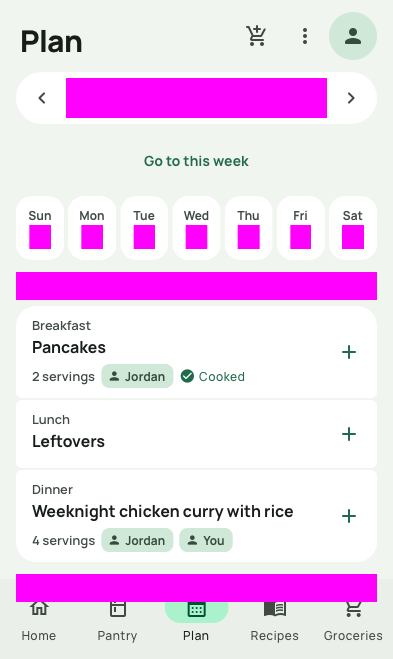 Plan
Go to this week
Sun Mon Tue Wed Thu Fri Sat
Breakfast
Pancakes
2 servings Jordan Cooked
Lunch
Leftovers
Dinner
Weeknight chicken curry with rice
4 servings Jordan You
Home Pantry Plan Recipes Groceries